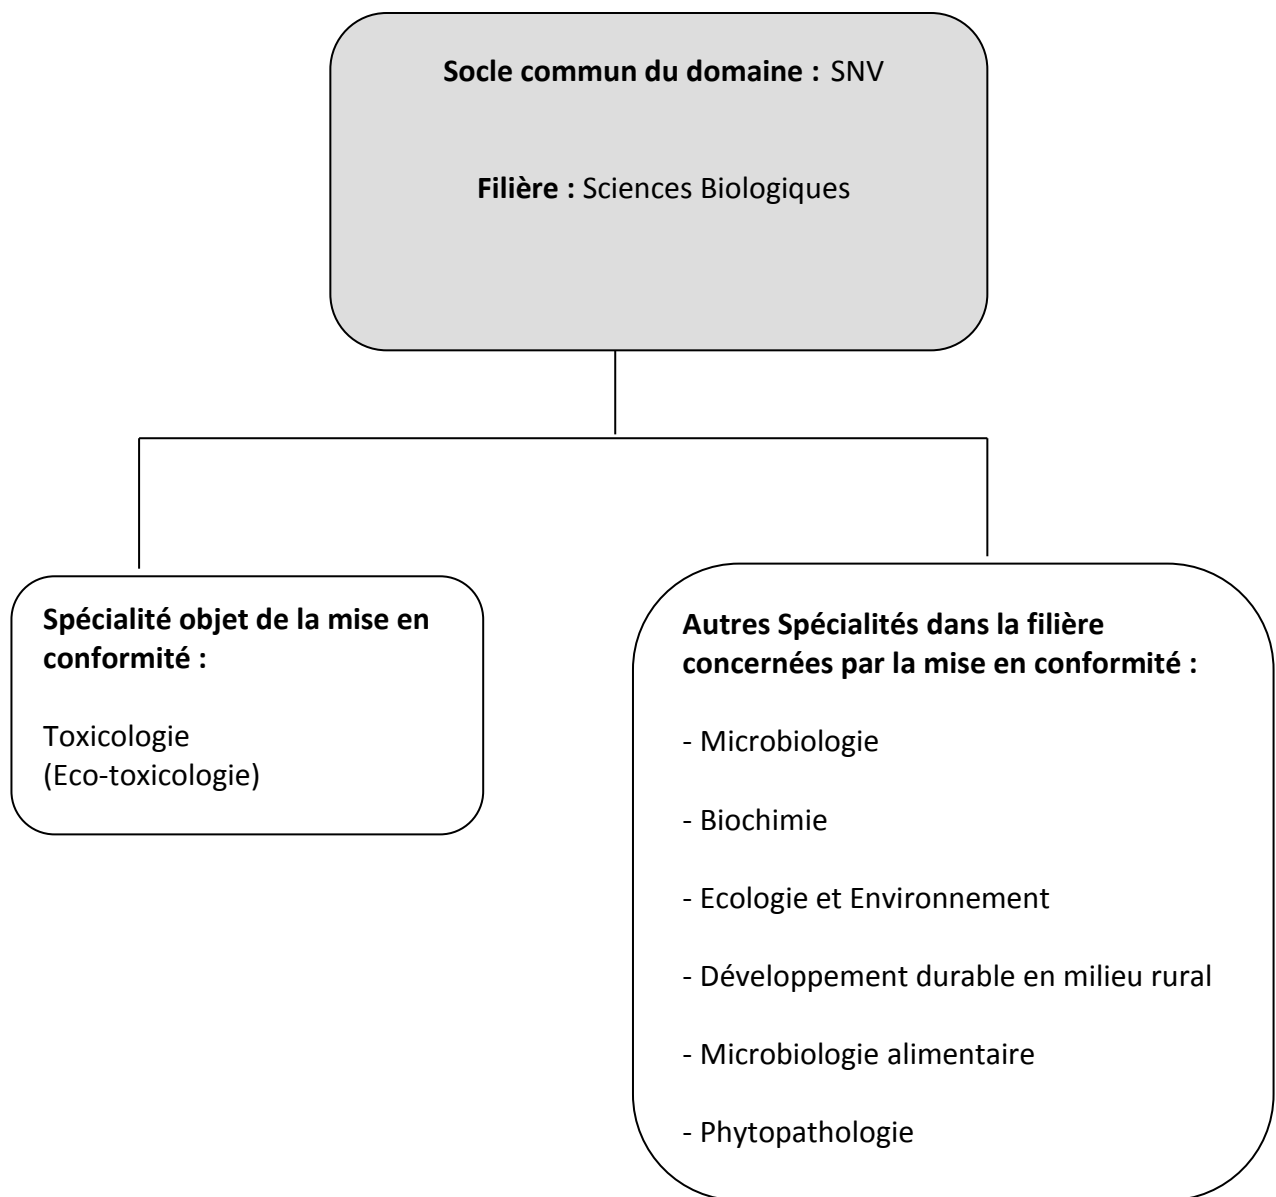 Socle commun du domaine : SNV
Filière : Sciences Biologiques
Spécialité objet de la mise en
conformité :
Toxicologie
(Eco-toxicologie)
Autres Spécialités dans la filière
concernées par la mise en conformité :
- Microbiologie
- Biochimie
- Ecologie et Environnement
- Développement durable en milieu rural
- Microbiologie alimentaire
- Phytopathologie